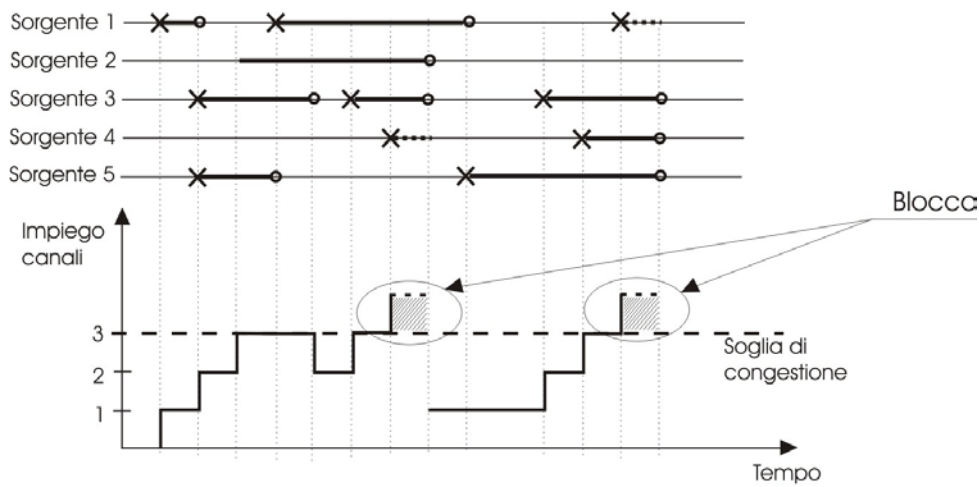 Sorgente 1
Sorgente 2
Sorgente 3
Sorgente 4
Sorgente 5
Blocco
Impiego
canali
3
2
1
Soglia di
congestione
Tempo